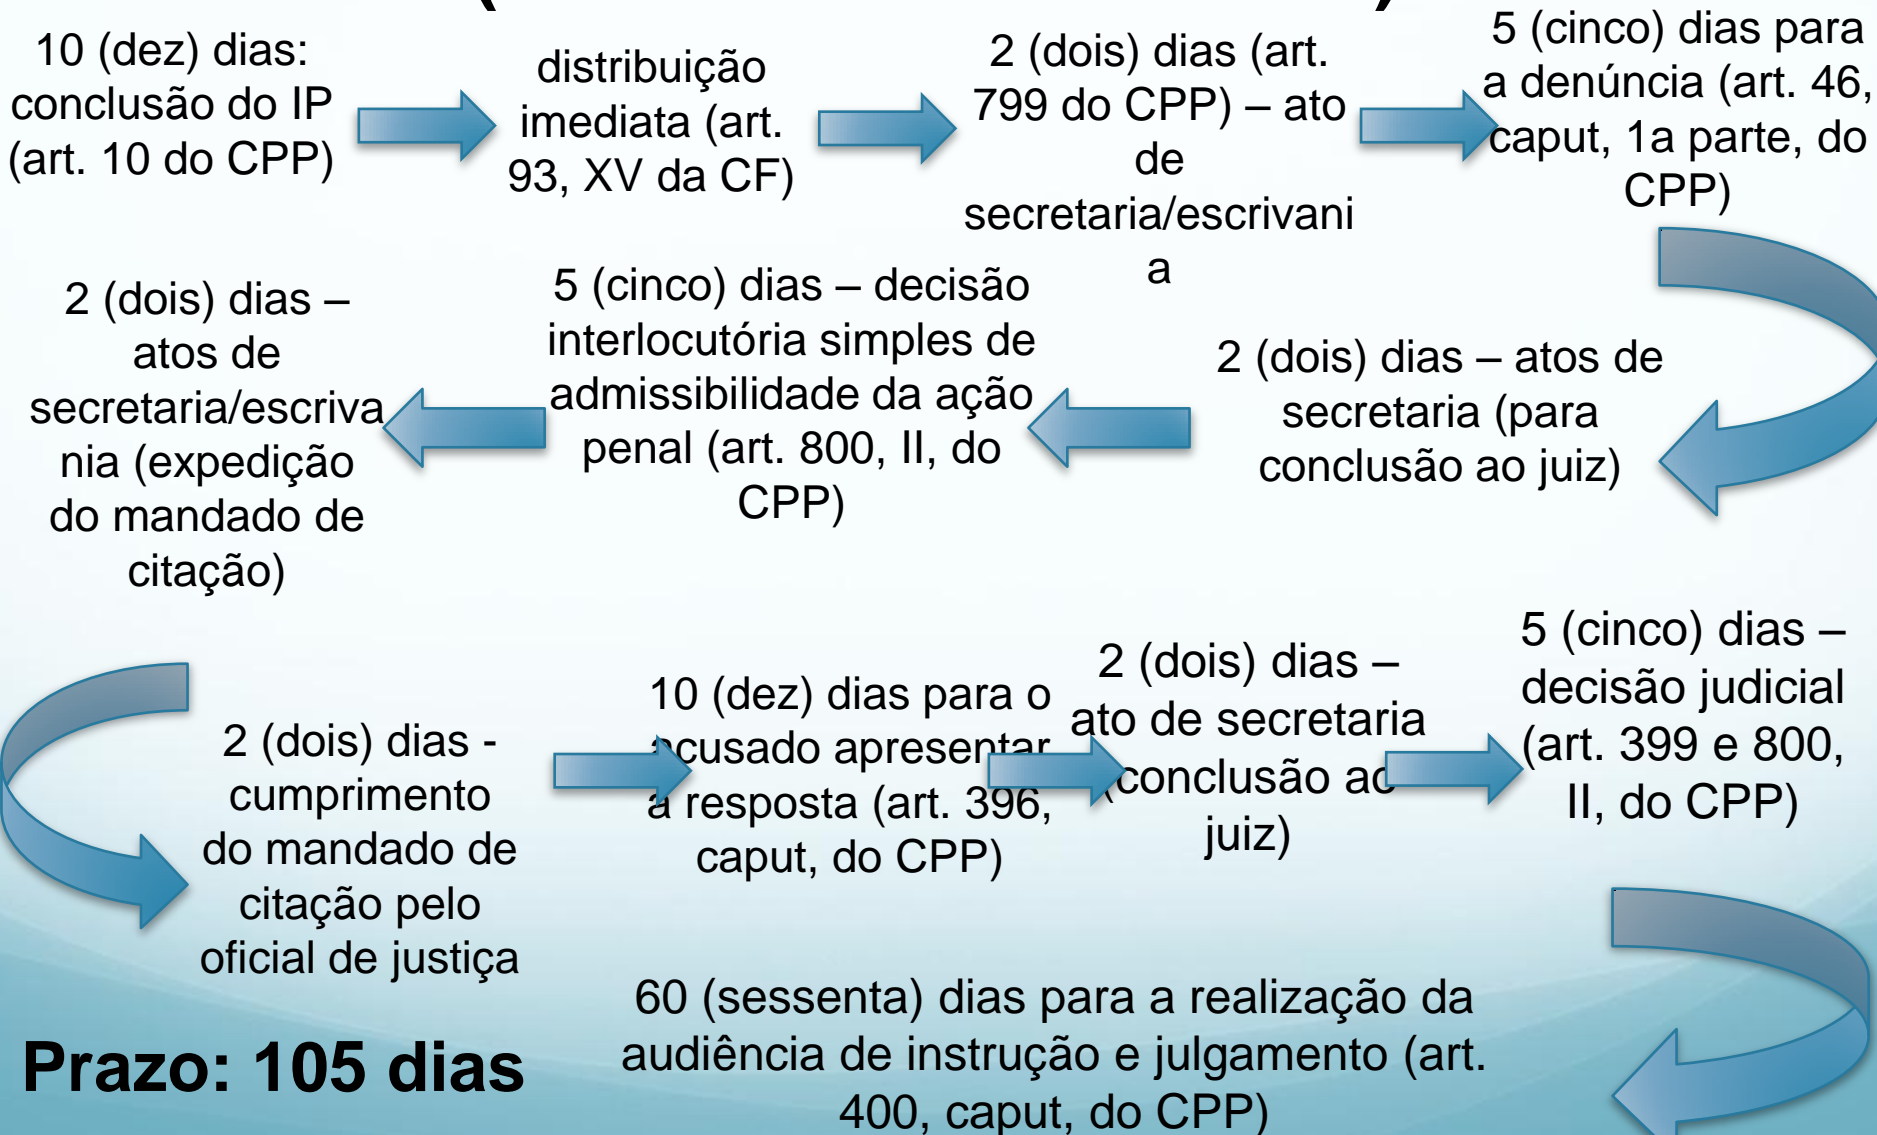 10 (dez) dias:
conclusão do IP
(art. 10 do CPP)
distribuição
imediata (art.
93, XV da CF)
2 (dois) dias (art.
799 do CPP) – ato
de
secretaria/escrivani
a
5 (cinco) dias para
a denúncia (art. 46,
caput, 1a parte, do
CPP)
2 (dois) dias – atos de
secretaria (para
conclusão ao juiz)
5 (cinco) dias – decisão
interlocutória simples de
admissibilidade da ação
penal (art. 800, II, do
CPP)
2 (dois) dias –
atos de
secretaria/escriva
nia (expedição
do mandado de
citação)
2 (dois) dias -
cumprimento
do mandado de
citação pelo
oficial de justiça
10 (dez) dias para o
acusado apresentar
a resposta (art. 396,
caput, do CPP)
2 (dois) dias –
ato de secretaria
(conclusão ao
juiz)
5 (cinco) dias –
decisão judicial
(art. 399 e 800,
II, do CPP)
60 (sessenta) dias para a realização da
audiência de instrução e julgamento (art.
400, caput, do CPP)
Prazo: 105 dias